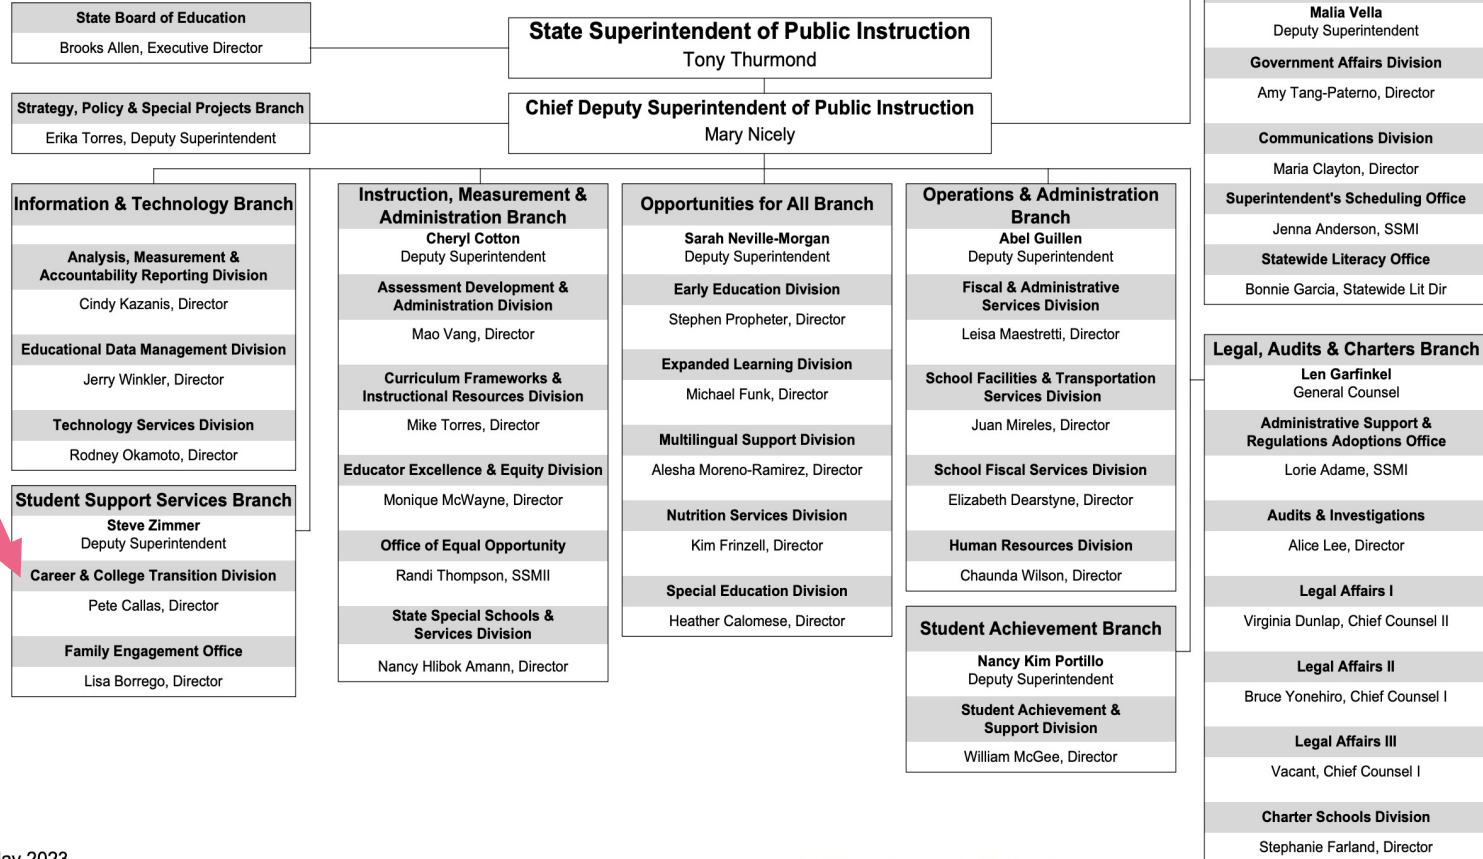 State Board of Education
Brooks Allen, Executive Director
State Superintendent of Public Instruction
Tony Thurmond
Strategy, Policy & Special Projects Branch
Erika Torres, Deputy Superintendent
Chief Deputy Superintendent of Public Instruction
Mary Nicely
Malia Vella
Deputy Superintendent
Government Affairs Division
Amy Tang-Paterno, Director
Communications Division
Maria Clayton, Director
Superintendent's Scheduling Office
Jenna Anderson, SSMI
Statewide Literacy Office
Bonnie Garcia, Statewide Lit Dir
Information & Technology Branch
Analysis, Measurement &
Accountability Reporting Division
Cindy Kazanis, Director
Educational Data Management Division
Jerry Winkler, Director
Technology Services Division
Rodney Okamoto, Director
Student Support Services Branch
Steve Zimmer
Deputy Superintendent
Career & College Transition Division
Pete Callas, Director
Family Engagement Office
Lisa Borrego, Director
Instruction, Measurement &
Administration Branch
Cheryl Cotton
Deputy Superintendent
Assessment Development &
Administration Division
Mao Vang, Director
Curriculum Frameworks &
Instructional Resources Division
Mike Torres, Director
Educator Excellence & Equity Division
Monique McWayne, Director
Office of Equal Opportunity
Randi Thompson, SSMII
State Special Schools &
Services Division
Nancy Hlibok Amann, Director
Opportunities for All Branch
Sarah Neville-Morgan
Deputy Superintendent
Early Education Division
Stephen Propheter, Director
Expanded Learning Division
Michael Funk, Director
Multilingual Support Division
Alesha Moreno-Ramirez, Director
Nutrition Services Division
Kim Frinzell, Director
Special Education Division
Heather Calomese, Director
Operations & Administration
Branch
Abel Guillen
Deputy Superintendent
Fiscal & Administrative
Services Division
Leisa Maestretti, Director
School Facilities & Transportation
Services Division
Juan Mireles, Director
School Fiscal Services Division
Elizabeth Dearstyne, Director
Human Resources Division
Chaunda Wilson, Director
Student Achievement Branch
Nancy Kim Portillo
Deputy Superintendent
Student Achievement &
Support Division
William McGee, Director
Legal, Audits & Charters Branch
Len Garfinkel
General Counsel
Administrative Support &
Regulations Adoptions Office
Lorie Adame, SSMI
Audits & Investigations
Alice Lee, Director
Legal Affairs I
Virginia Dunlap, Chief Counsel II
Legal Affairs II
Bruce Yonehiro, Chief Counsel I
Legal Affairs III
Vacant, Chief Counsel I
Charter Schools Division
Stephanie Farland, Director
2023